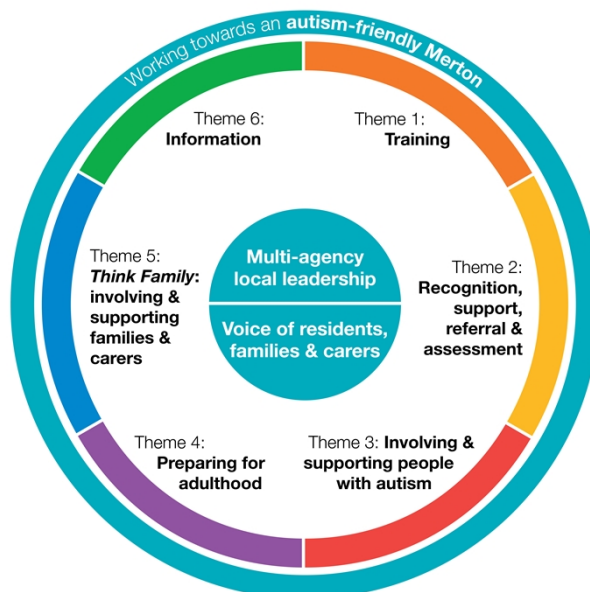 Working towards an autism-friendly Merton
Theme 1:
Training
Theme 2:
Recognition,
support,
referral &
assessment
Theme 3: Involving &
supporting people
with autism
Theme 4:
Preparing for
adulthood
Theme 5:
Think Family:
involving &
supporting
families &
carers
Theme 6:
Information
Multi-agency
local leadership
Voice of residents,
families & carers